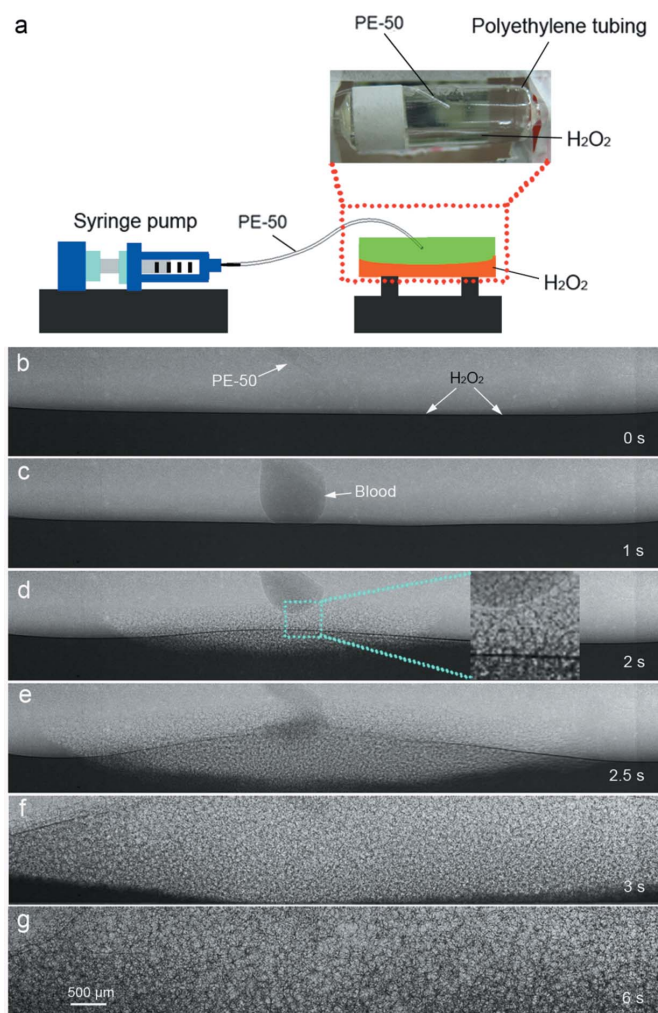 a
PE-50
Polyethylene tubing
H₂O₂
Syringe pump
PE-50
H₂O₂
b
PE-50
H₂O₂
0 s
c
Blood
1 s
d
2 s
e
2.5 s
f
3 s
g
500 μm
6 s